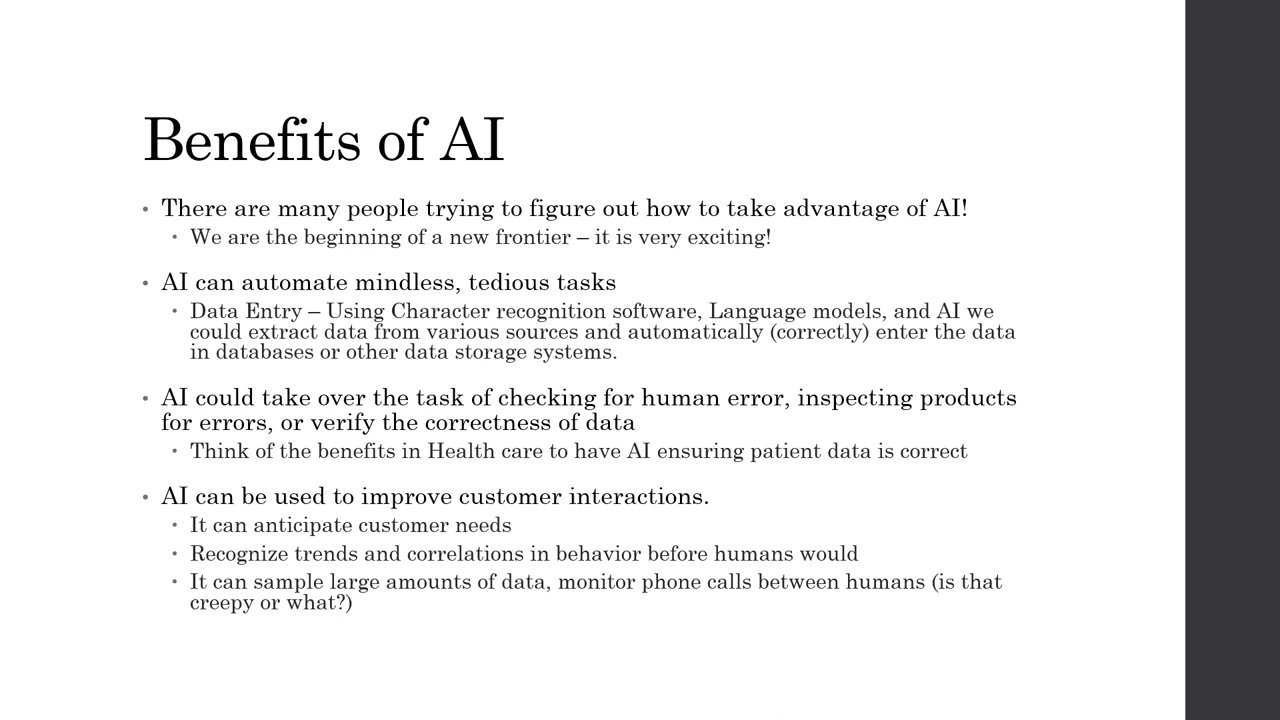 Benefits of AI
• There are many people trying to figure out how to take advantage of AI!
• We are the beginning of a new frontier – it is very exciting!
• AI can automate mindless, tedious tasks
• Data Entry – Using Character recognition software, Language models, and AI we
could extract data from various sources and automatically (correctly) enter the data
in databases or other data storage systems.
• AI could take over the task of checking for human error, inspecting products
for errors, or verify the correctness of data
• Think of the benefits in Health care to have AI ensuring patient data is correct
• AI can be used to improve customer interactions.
• It can anticipate customer needs
• Recognize trends and correlations in behavior before humans would
• It can sample large amounts of data, monitor phone calls between humans (is that
creepy or what?)